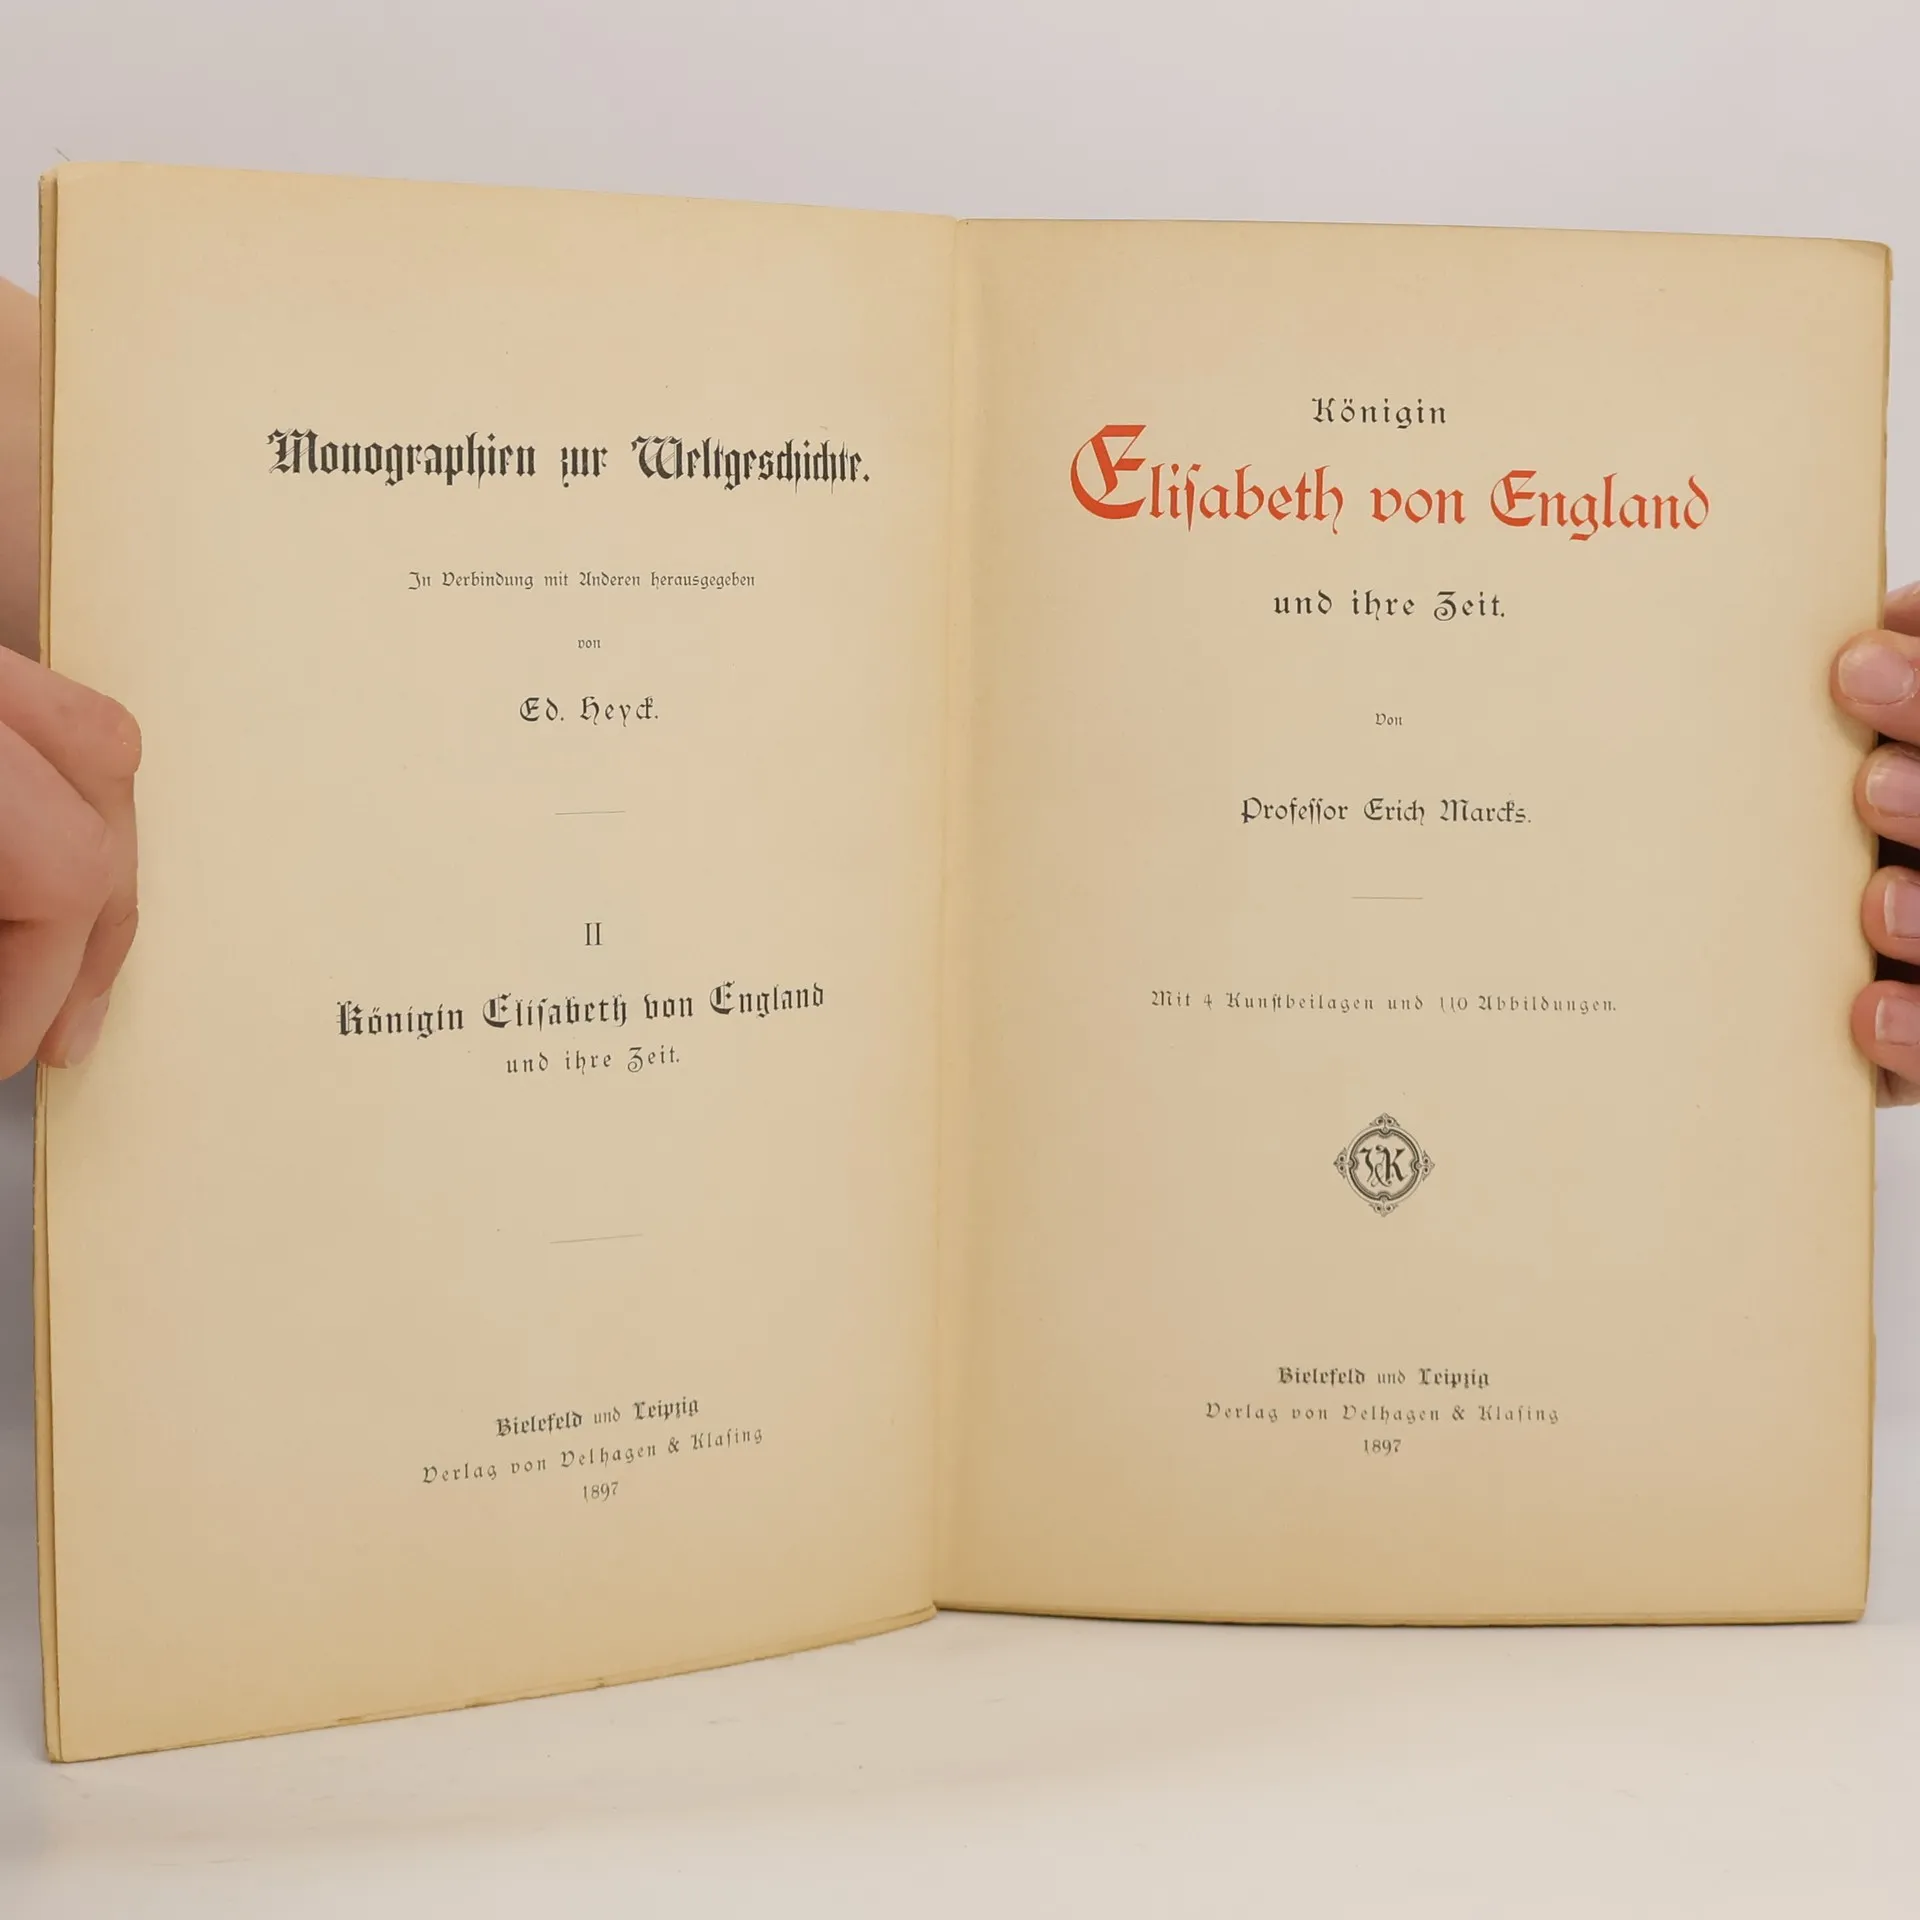 Monographien zur Weltgeschichte.
In Verbindung mit Anderen herausgegeben
von
Ed. Heyck.
II
Königin Eliſabeth von England
und ihre Zeit.
Bielefeld und Leipzig
Verlag von Velhagen & Klaſing
1897
Königin
Eliſabeth von England
und ihre Zeit.
Von
Profeſſor Erich Marcks.
Mit 4 Kunſtbeilagen und 110 Abbildungen.
V&K
Bielefeld und Leipzig
Verlag von Velhagen & Klaſing
1897